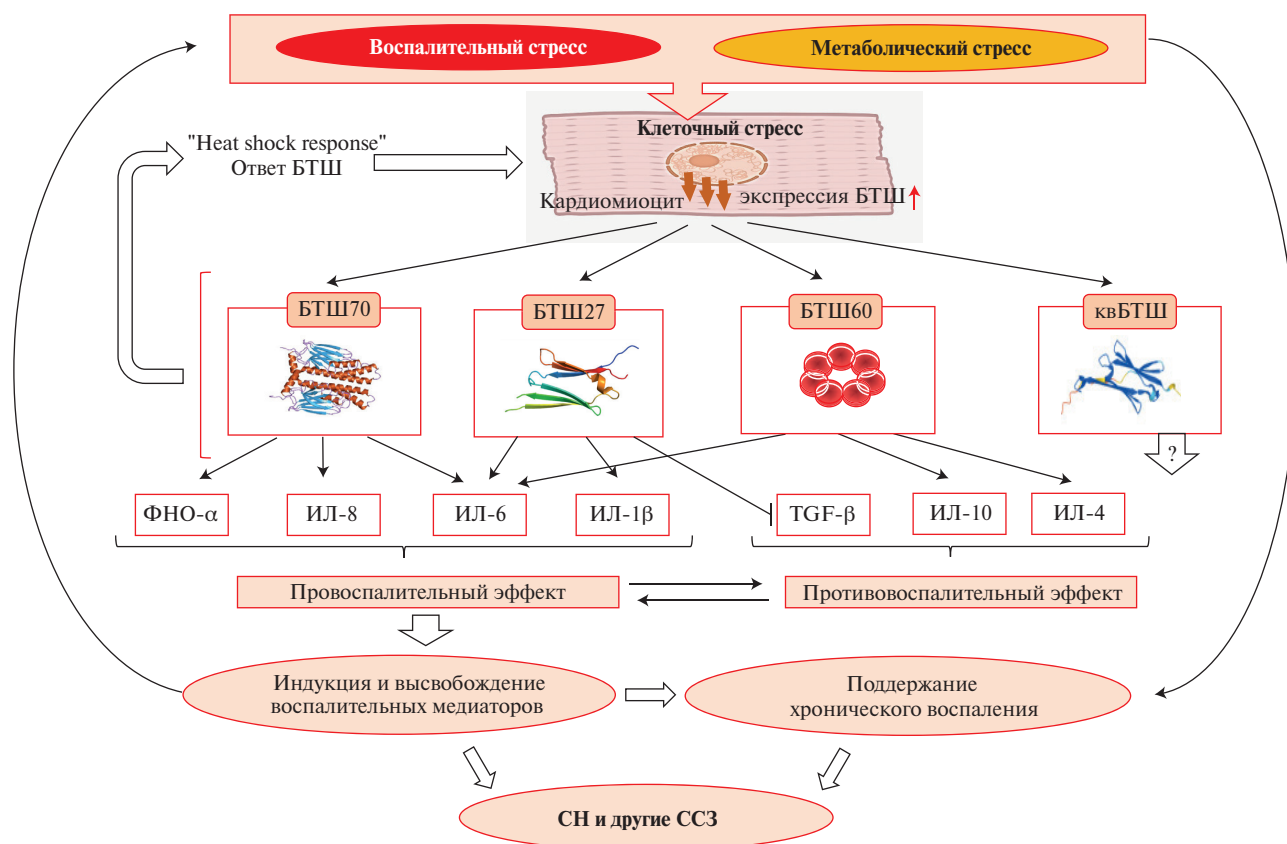 Воспалительный стресс
Метаболический стресс
Клеточный стресс
"Heat shock response"
Ответ БТШ
Кардиомиоцит
экспрессия БТШ
БТШ70
БТШ27
БТШ60
квБТШ
?
ФНО-α
ИЛ-8
ИЛ-6
ИЛ-1β
TGF-β
ИЛ-10
ИЛ-4
Провоспалительный эффект
Противовоспалительный эффект
Индукция и высвобождение
воспалительных медиаторов
Поддержание
хронического воспаления
СН и другие ССЗ